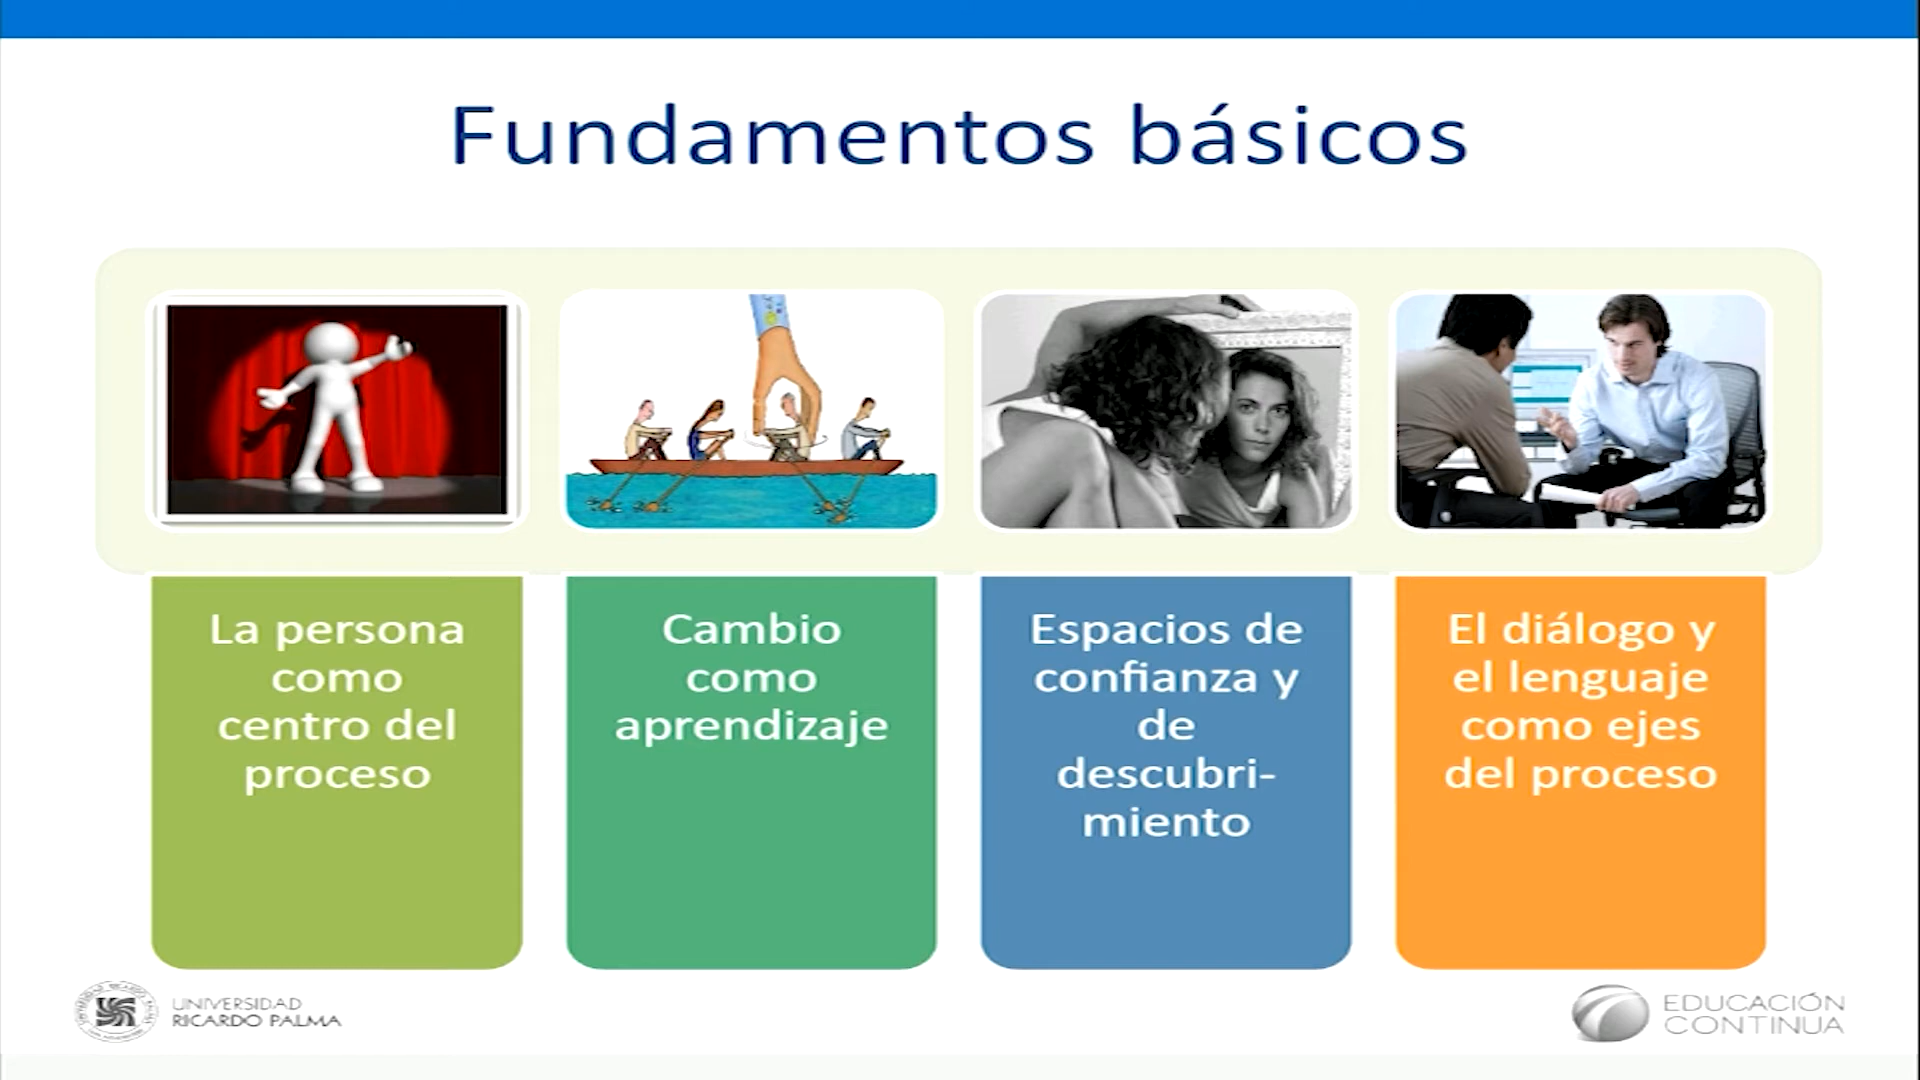 Fundamentos básicos
La persona
como
centro del
proceso
Cambio
como
aprendizaje
Espacios de
confianza y
de
descubri-
miento
El diálogo y
el lenguaje
como ejes
del proceso
UNIVERSIDAD
RICARDO PALMA
EDUCACIÓN
CONTINUA